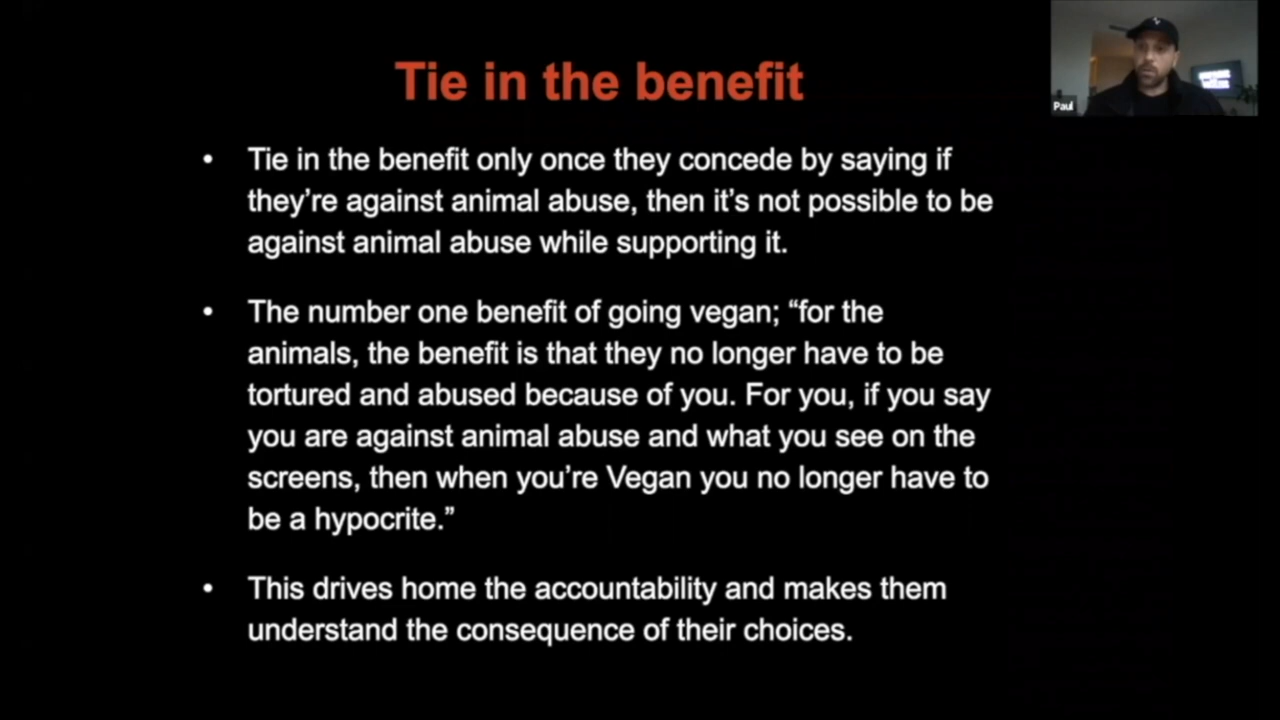 Tie in the benefit
• Tie in the benefit only once they concede by saying if
they’re against animal abuse, then it’s not possible to be
against animal abuse while supporting it.
• The number one benefit of going vegan; “for the
animals, the benefit is that they no longer have to be
tortured and abused because of you. For you, if you say
you are against animal abuse and what you see on the
screens, then when you’re Vegan you no longer have to
be a hypocrite.”
• This drives home the accountability and makes them
understand the consequence of their choices.
Paul